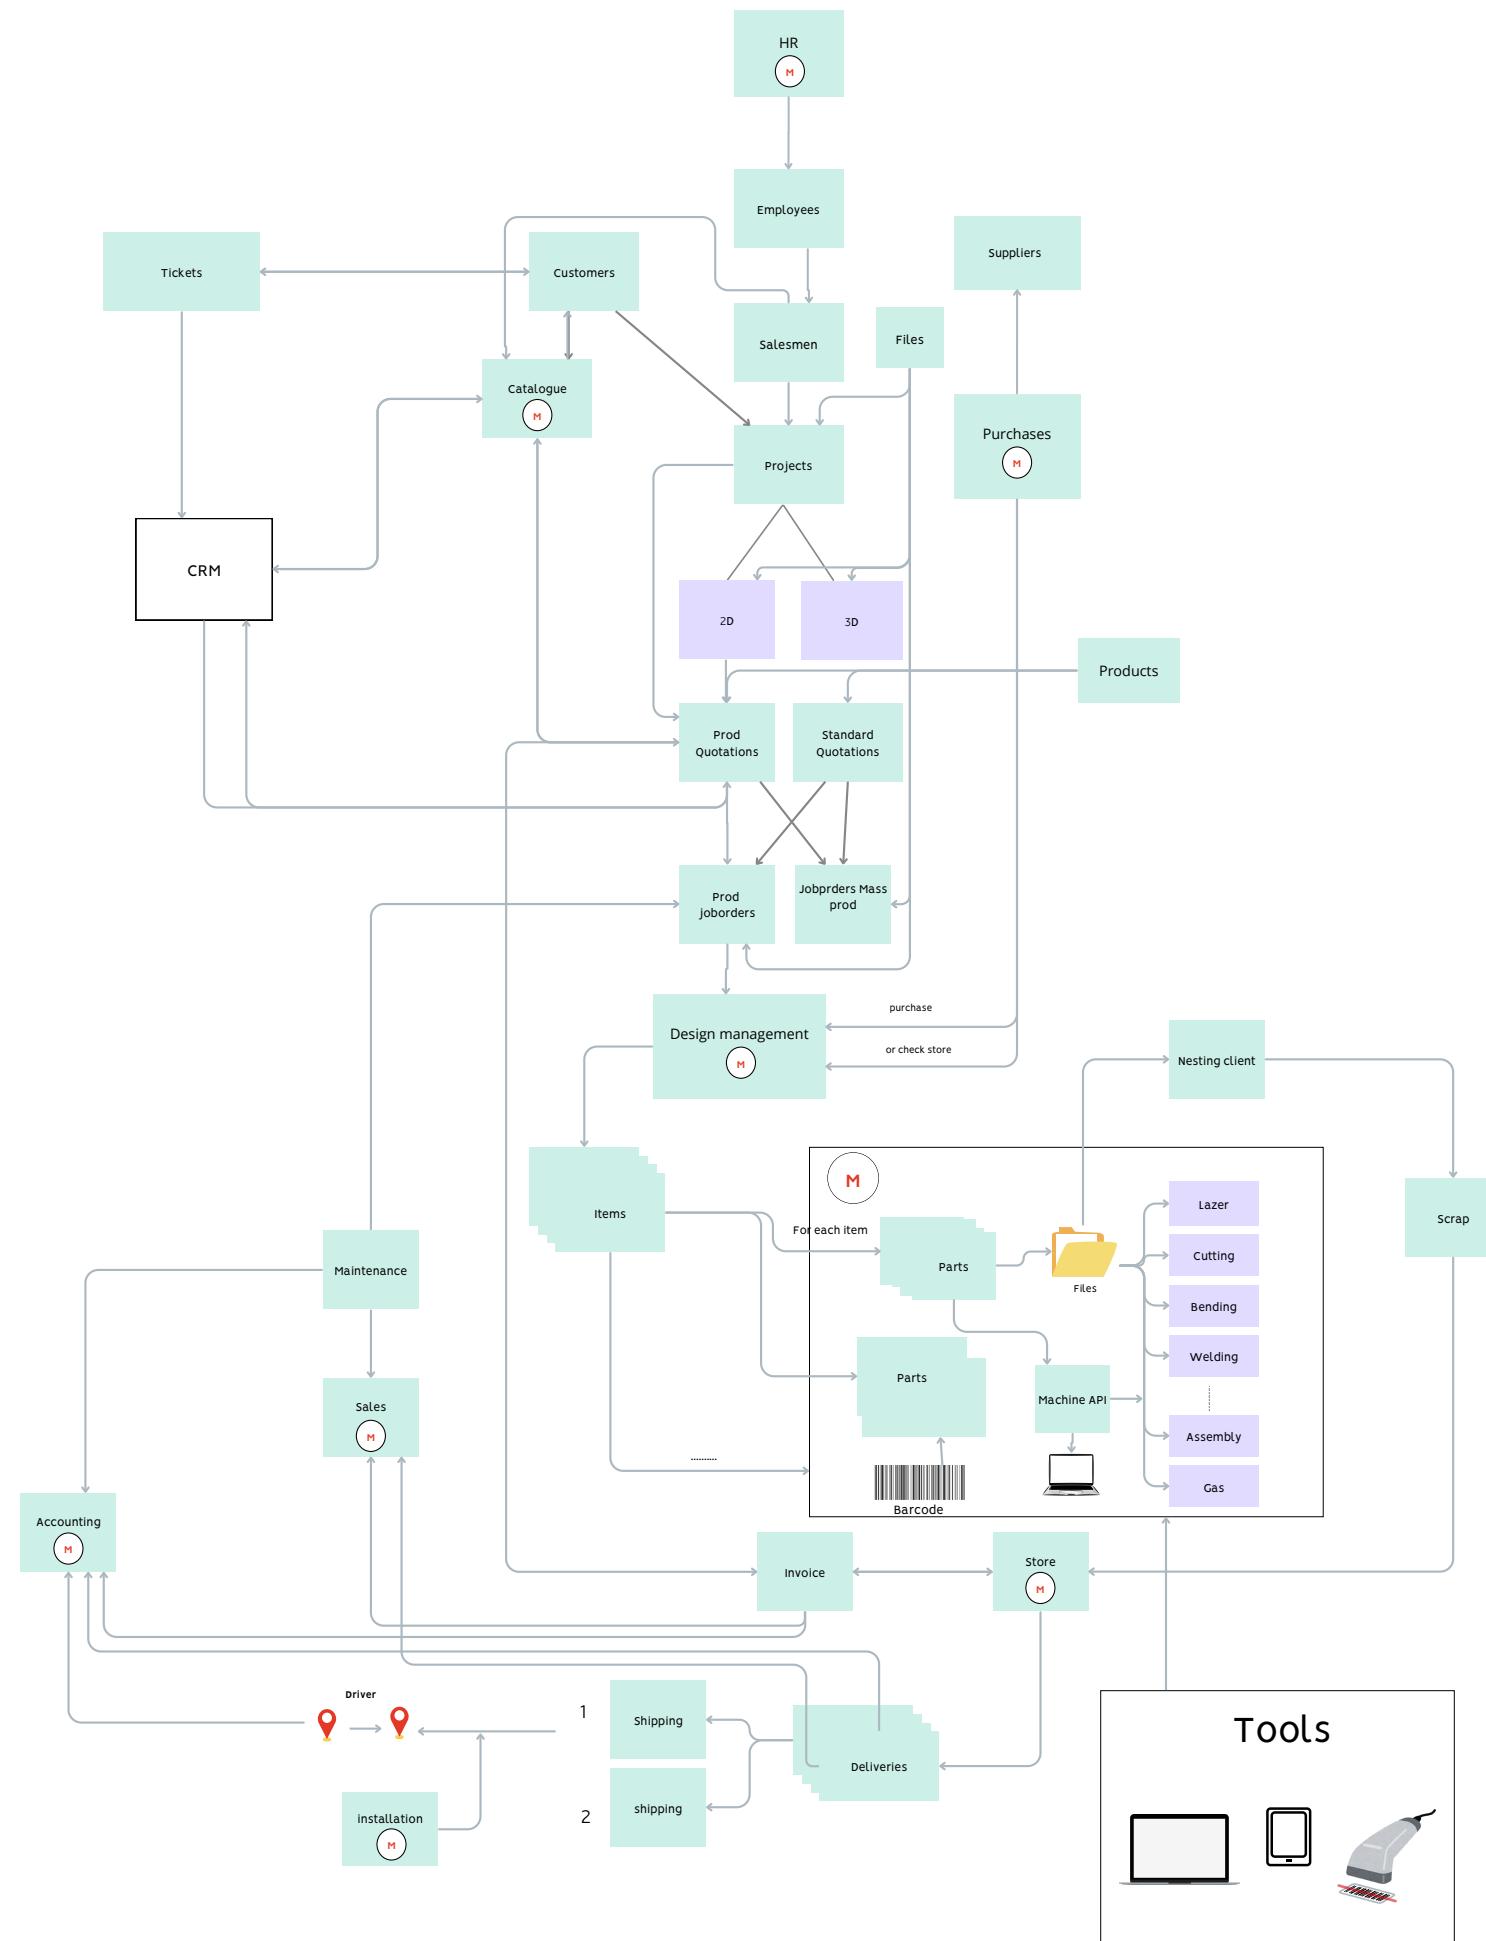 HR
M
Employees
Suppliers
Tickets
Customers
Salesmen
Files
Catalogue
M
Purchases
M
Projects
CRM
2D
3D
Products
Prod
Quotations
Standard
Quotations
Prod
joborders
Jobprders Mass
prod
purchase
Design management
M
or check store
Nesting client
M
Items
For each item
Parts
Files
Lazer
Cutting
Bending
Welding
Assembly
Gas
Scrap
Maintenance
Parts
Machine API
Sales
M
..........
Barcode
Accounting
M
Invoice
Store
M
Driver
1
Shipping
Deliveries
Tools
2
shipping
installation
M